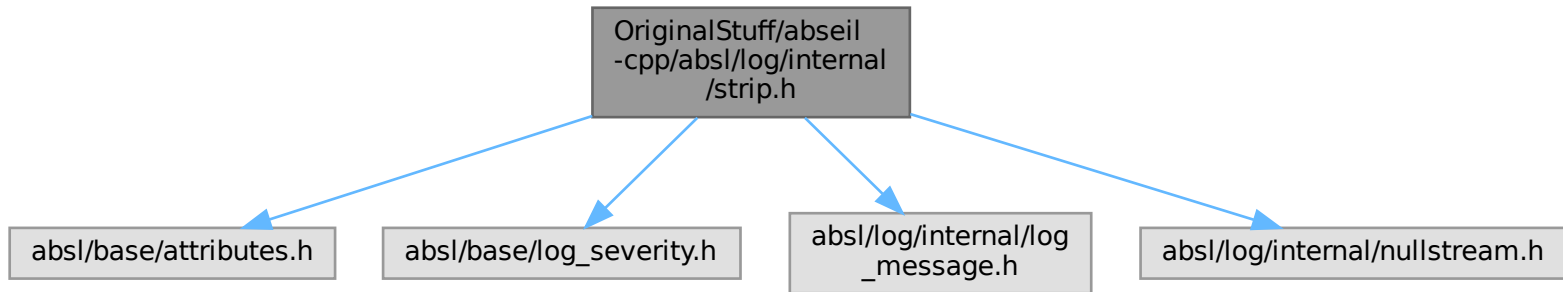 OriginalStuff/abseil
-cpp/absl/log/internal
/strip.h
absl/base/attributes.h
absl/base/log_severity.h
absl/log/internal/log
_message.h
absl/log/internal/nullstream.h